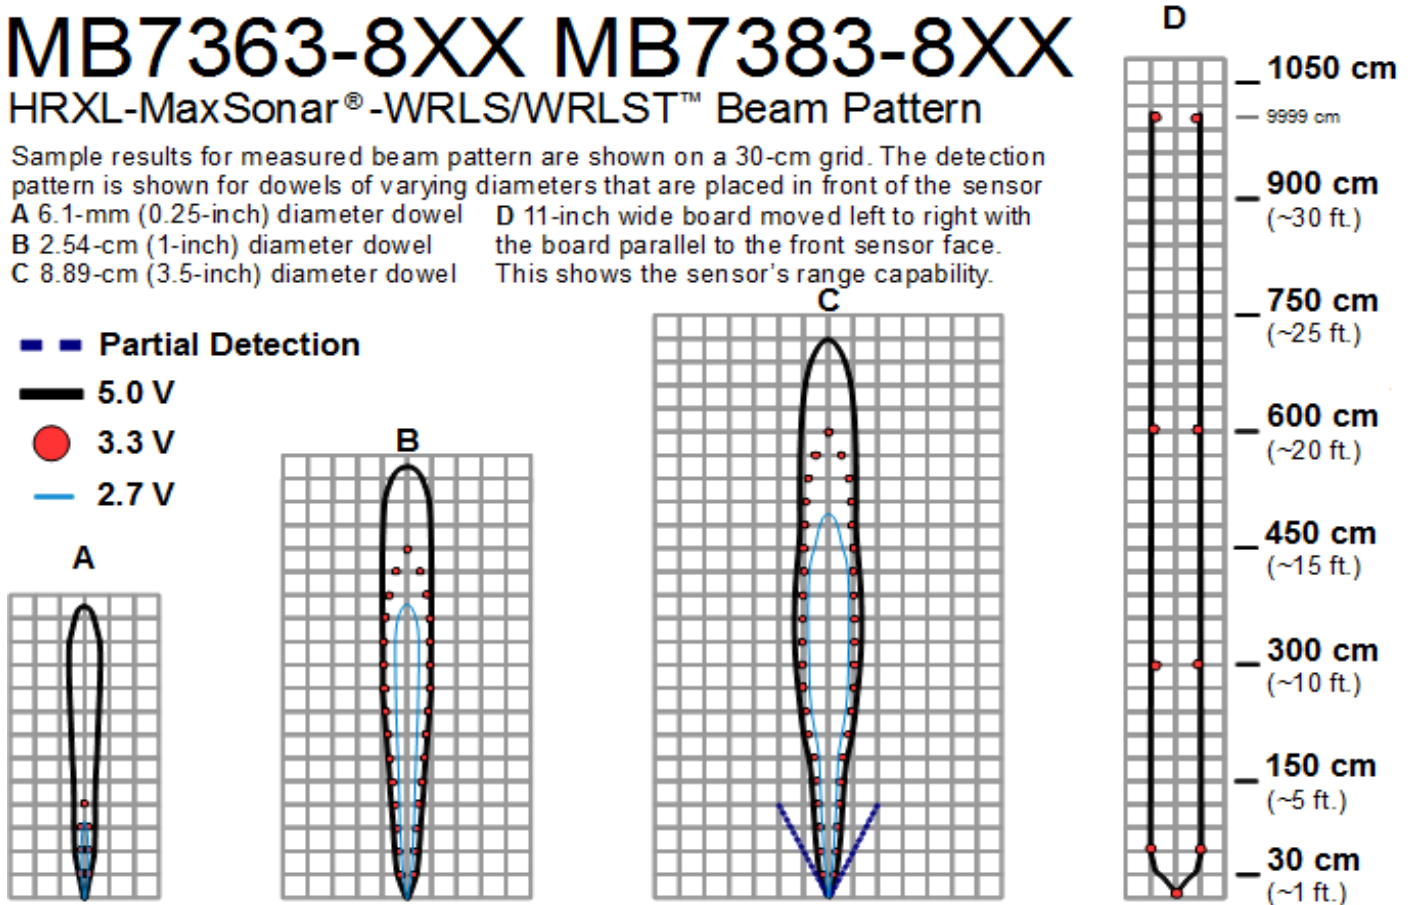 MB7363-8XX MB7383-8XX
HRXL-MaxSonar®-WRLS/WRLST™ Beam Pattern
Sample results for measured beam pattern are shown on a 30-cm grid. The detection
pattern is shown for dowels of varying diameters that are placed in front of the sensor
A 6.1-mm (0.25-inch) diameter dowel
B 2.54-cm (1-inch) diameter dowel
C 8.89-cm (3.5-inch) diameter dowel
D 11-inch wide board moved left to right with
the board parallel to the front sensor face.
This shows the sensor's range capability.
Partial Detection
5.0 V
3.3 V
2.7 V
A
B
C
D
1050 cm
9999 cm
900 cm
(~30 ft.)
750 cm
(~25 ft.)
600 cm
(~20 ft.)
450 cm
(~15 ft.)
300 cm
(~10 ft.)
150 cm
(~5 ft.)
30 cm
(~1 ft.)